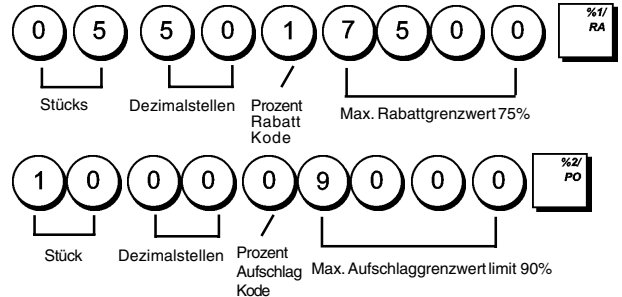 0 5 5 0 1 7 5 0 0 %1/ RA
Stücks Dezimalstellen Prozent Rabatt Kode Max. Rabattgrenzwert 75%
1 0 0 0 0 9 0 0 0 %2/ PO
Stück Dezimalstellen Prozent Aufschlag Kode Max. Aufschlaggrenzwert limit 90%